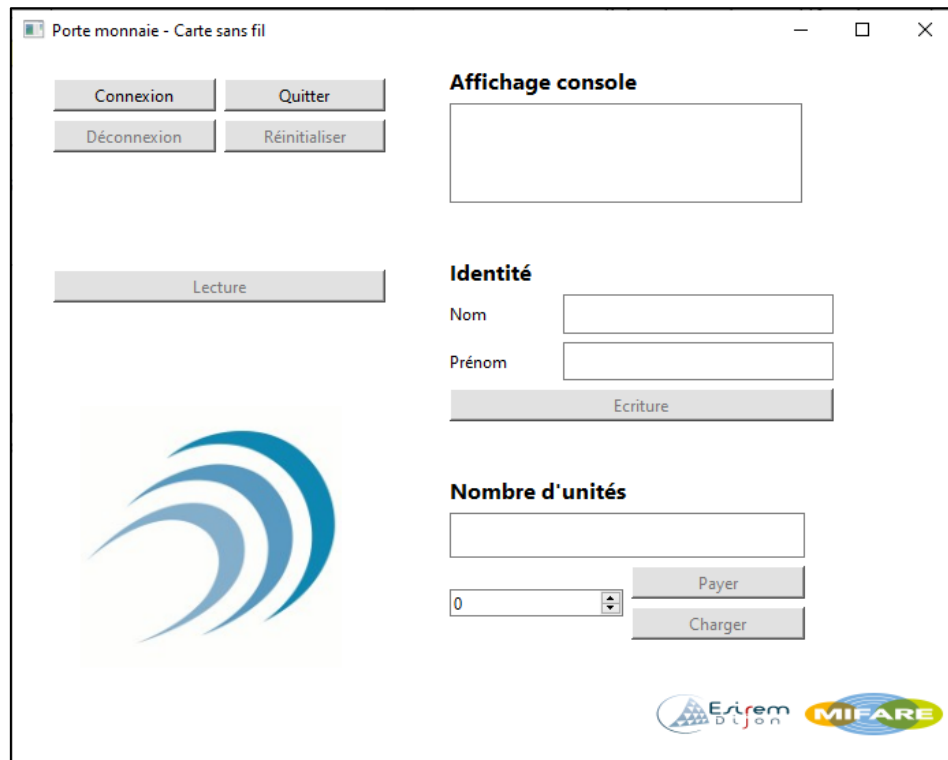 Porte monnaie - Carte sans fil
Connexion
Quitter
Déconnexion
Réinitialiser
Lecture
Affichage console
Identité
Nom
Prénom
Ecriture
Nombre d'unités
0
Payer
Charger
Esirem
Dijon
MIFARE